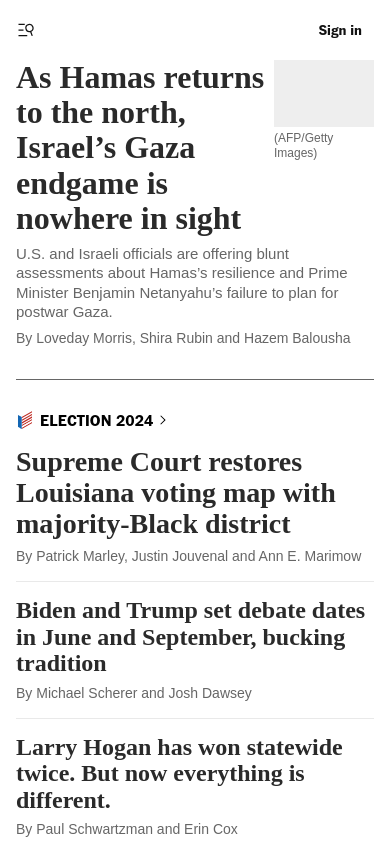 Sign in
As Hamas returns
to the north,
Israel’s Gaza
endgame is
nowhere in sight
(AFP/Getty
Images)
U.S. and Israeli officials are offering blunt
assessments about Hamas’s resilience and Prime
Minister Benjamin Netanyahu’s failure to plan for
postwar Gaza.
By Loveday Morris, Shira Rubin and Hazem Balousha
ELECTION 2024
Supreme Court restores
Louisiana voting map with
majority-Black district
By Patrick Marley, Justin Jouvenal and Ann E. Marimow
Biden and Trump set debate dates
in June and September, bucking
tradition
By Michael Scherer and Josh Dawsey
Larry Hogan has won statewide
twice. But now everything is
different.
By Paul Schwartzman and Erin Cox